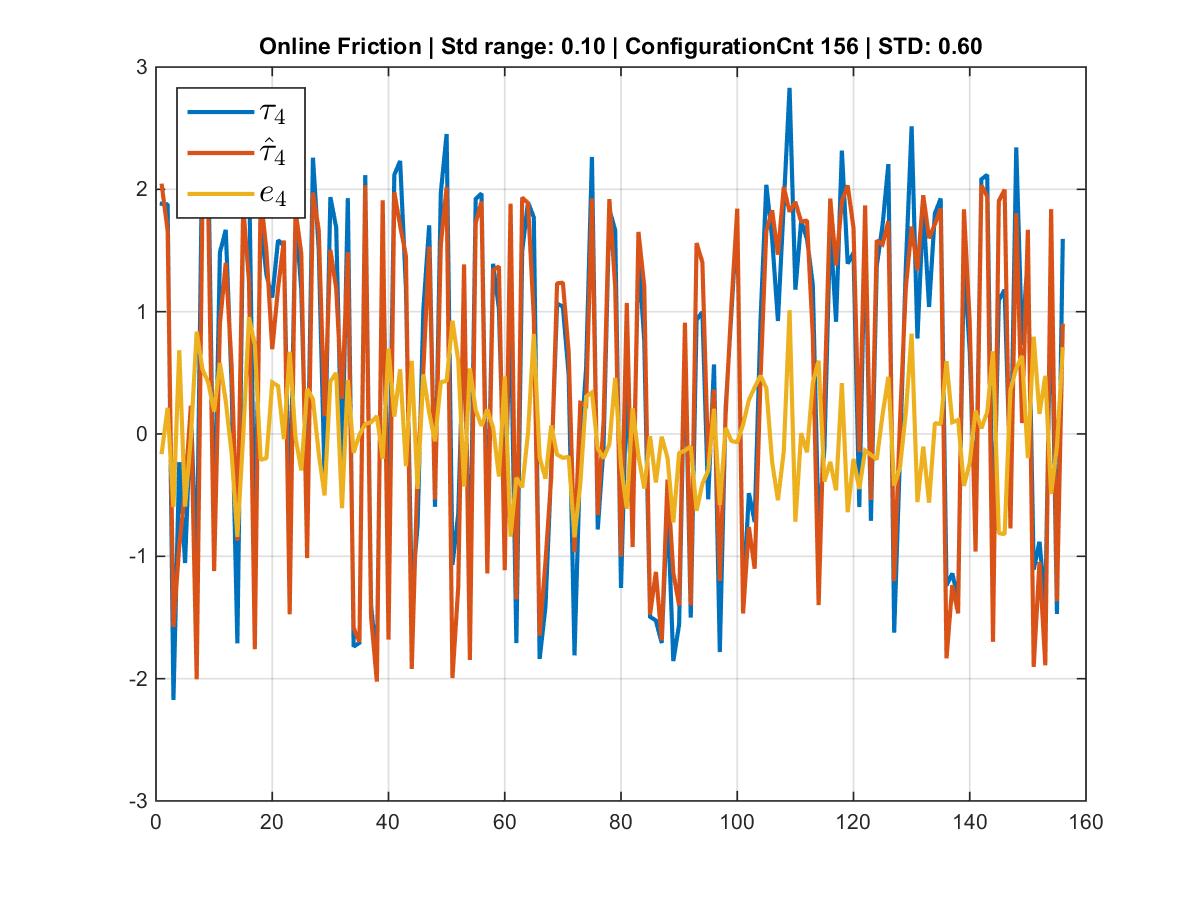 Online Friction | Std range: 0.10 | ConfigurationCnt 156 | STD: 0.60
3
τ₄
τ̂₄
e₄
2
1
0
-1
-2
-3
0 20 40 60 80 100 120 140 160